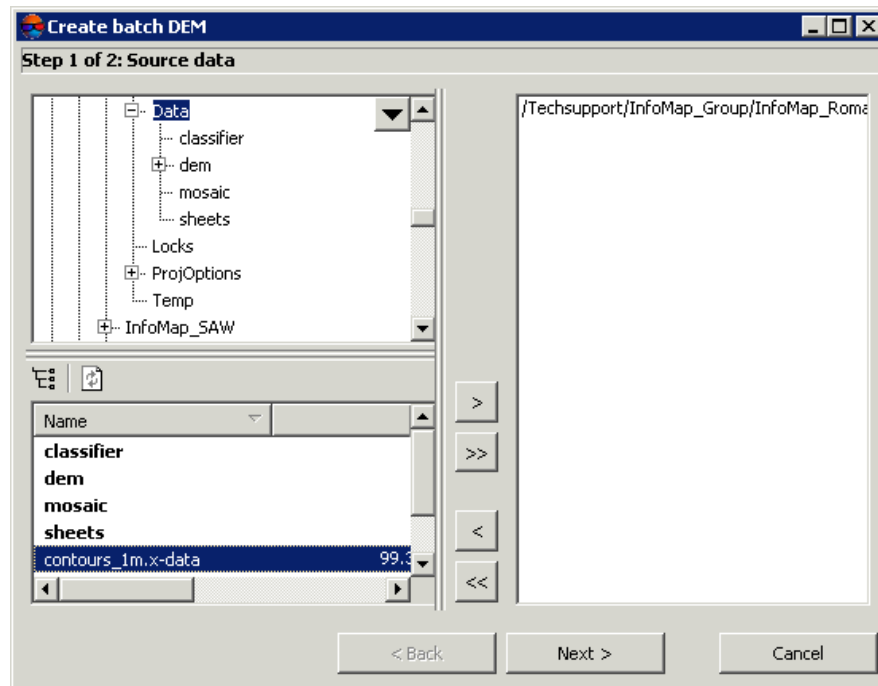 Create batch DEM
Step 1 of 2: Source data
Data
classifier
dem
mosaic
sheets
Locks
ProjOptions
Temp
InfoMap_SAW
Name
classifier
dem
mosaic
sheets
contours_1m.x-data 99.3
>
>>
<
<<
/Techsupport/InfoMap_Group/InfoMap_Roma
< Back
Next >
Cancel